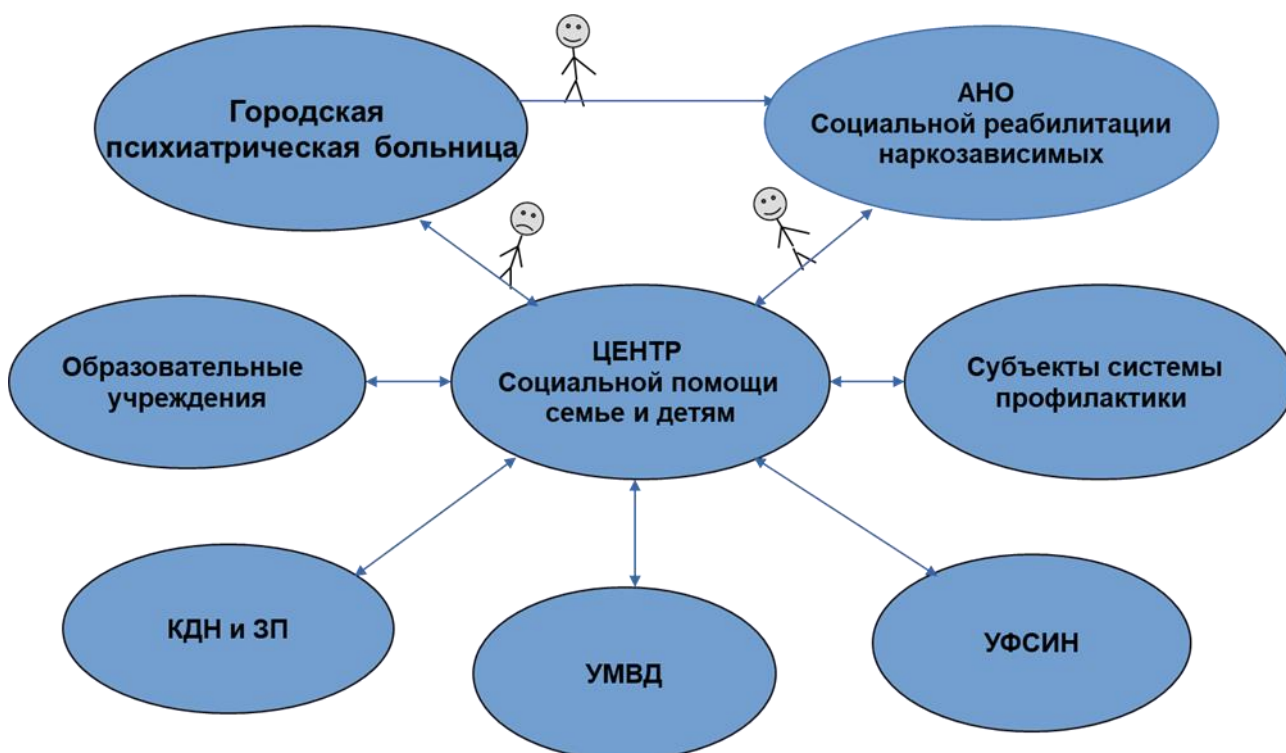 Городская
психиатрическая больница
АНО
Социальной реабилитации
наркозависимых
Образовательные
учреждения
ЦЕНТР
Социальной помощи
семье и детям
Субъекты системы
профилактики
КДН и ЗП
УМВД
УФСИН